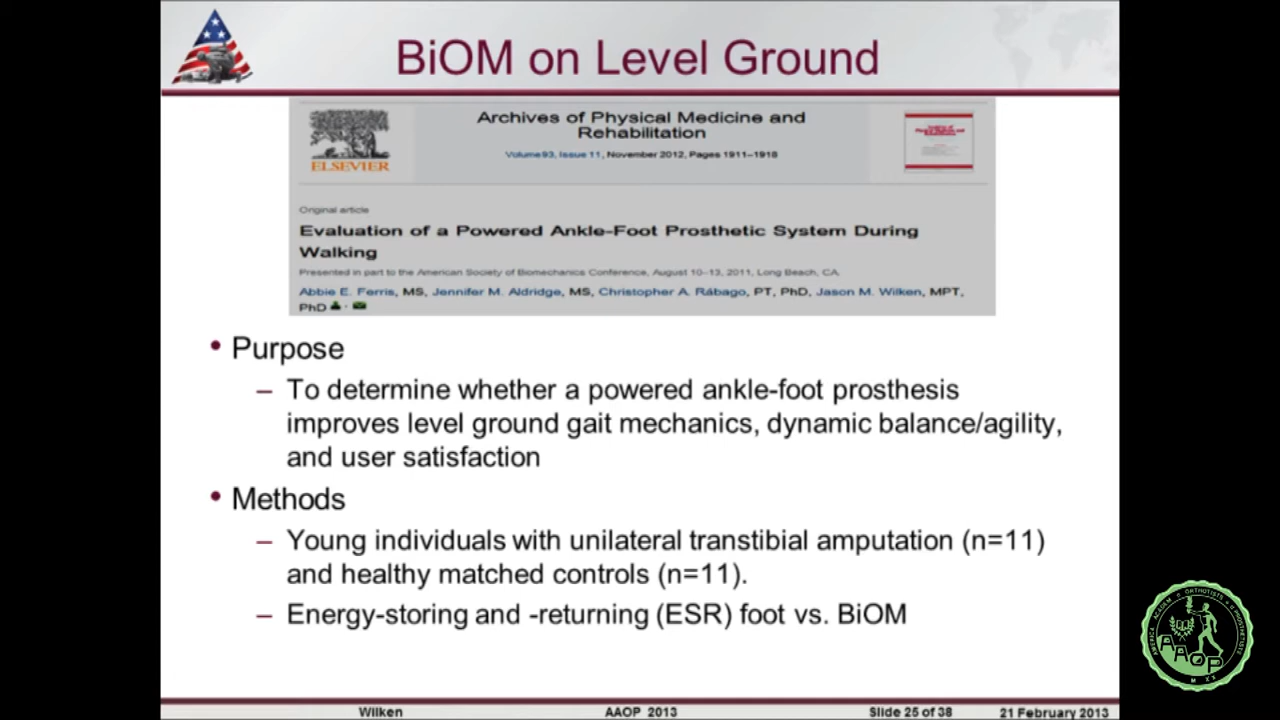 BiOM on Level Ground
ELSEVIER
Archives of Physical Medicine and
Rehabilitation
Volume 93, Issue 11, November 2012, Pages 1911–1918
Original article
Evaluation of a Powered Ankle-Foot Prosthetic System During
Walking
Presented in part to the American Society of Biomechanics Conference, August 10–13, 2011, Long Beach, CA.
Abbie E. Ferris, MS, Jennifer M. Aldridge, MS, Christopher A. Rábago, PT, PhD, Jason M. Wilken, MPT,
PhD
• Purpose
– To determine whether a powered ankle-foot prosthesis
improves level ground gait mechanics, dynamic balance/agility,
and user satisfaction
• Methods
– Young individuals with unilateral transtibial amputation (n=11)
and healthy matched controls (n=11).
– Energy-storing and -returning (ESR) foot vs. BiOM
Wilken AAOP 2013 Slide 25 of 38 21 February 2013
AAOP